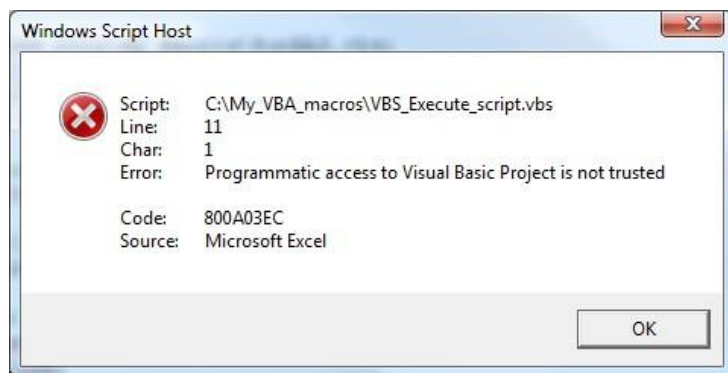 Windows Script Host
Script: C:\My_VBA_macros\VBS_Execute_script.vbs
Line: 11
Char: 1
Error: Programmatic access to Visual Basic Project is not trusted
Code: 800A03EC
Source: Microsoft Excel
OK